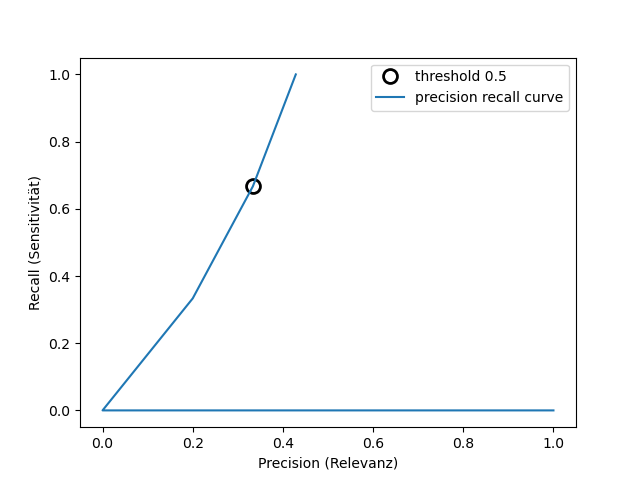 threshold 0.5
precision recall curve
1.0
0.8
0.6
0.4
0.2
0.0
Recall (Sensitivität)
0.0 0.2 0.4 0.6 0.8 1.0
Precision (Relevanz)